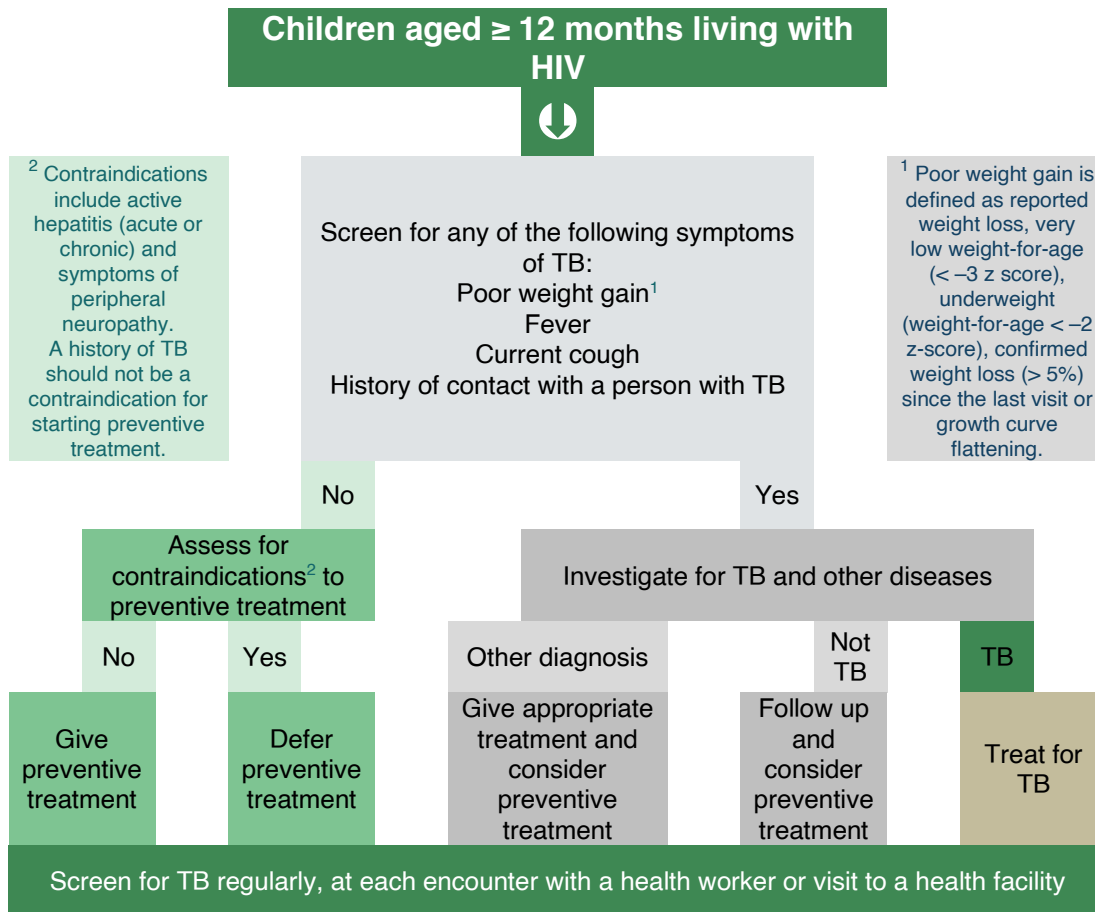 Children aged ≥ 12 months living with
HIV
² Contraindications
include active
hepatitis (acute or
chronic) and
symptoms of
peripheral
neuropathy.
A history of TB
should not be a
contraindication for
starting preventive
treatment.
Screen for any of the following symptoms
of TB:
Poor weight gain¹
Fever
Current cough
History of contact with a person with TB
¹ Poor weight gain is
defined as reported
weight loss, very
low weight-for-age
(< –3 z score),
underweight
(weight-for-age < –2
z-score), confirmed
weight loss (> 5%)
since the last visit or
growth curve
flattening.
No
Yes
Assess for
contraindications² to
preventive treatment
Investigate for TB and other diseases
No
Yes
Other diagnosis
Not
TB
TB
Give
preventive
treatment
Defer
preventive
treatment
Give appropriate
treatment and
consider
preventive
treatment
Follow up
and
consider
preventive
treatment
Treat for
TB
Screen for TB regularly, at each encounter with a health worker or visit to a health facility